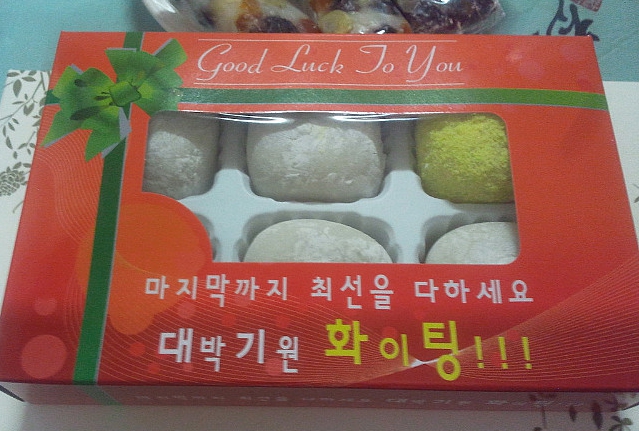 Good Luck To You
마지막까지 최선을 다하세요
대박기원 화이팅!!!